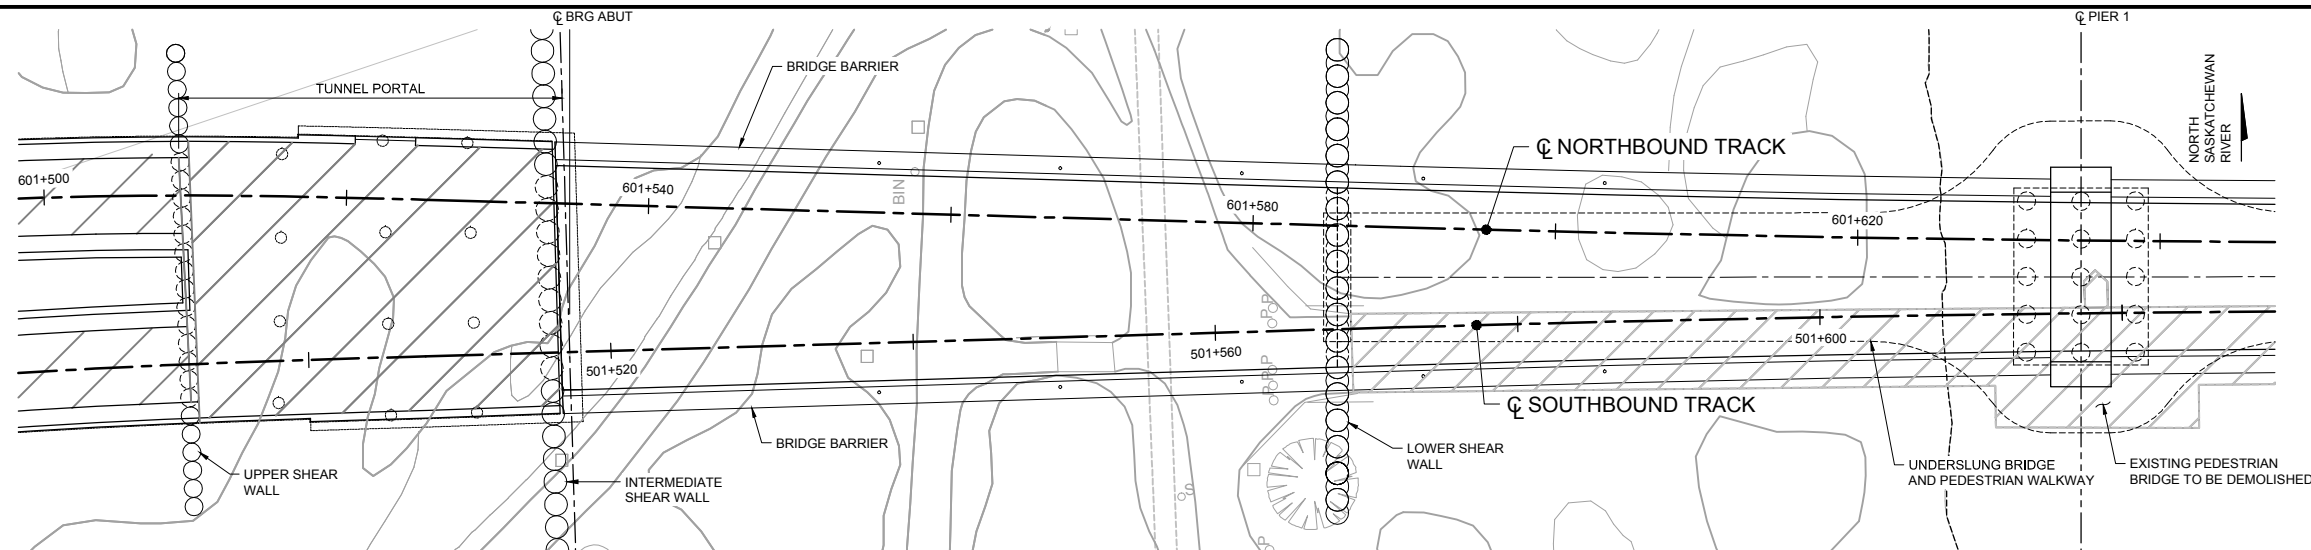 ℄ BRG ABUT
℄ PIER 1
BRIDGE BARRIER
TUNNEL PORTAL
NORTH
SASKATCHEWAN
RIVER
℄ NORTHBOUND TRACK
601+500
601+540
601+580
601+620
BIN
P
P
501+520
501+560
501+600
P
P
℄ SOUTHBOUND TRACK
BRIDGE BARRIER
UPPER SHEAR
WALL
INTERMEDIATE
SHEAR WALL
S
LOWER SHEAR
WALL
UNDERSLUNG BRIDGE
AND PEDESTRIAN WALKWAY
EXISTING PEDESTRIAN
BRIDGE TO BE DEMOLISHED
P